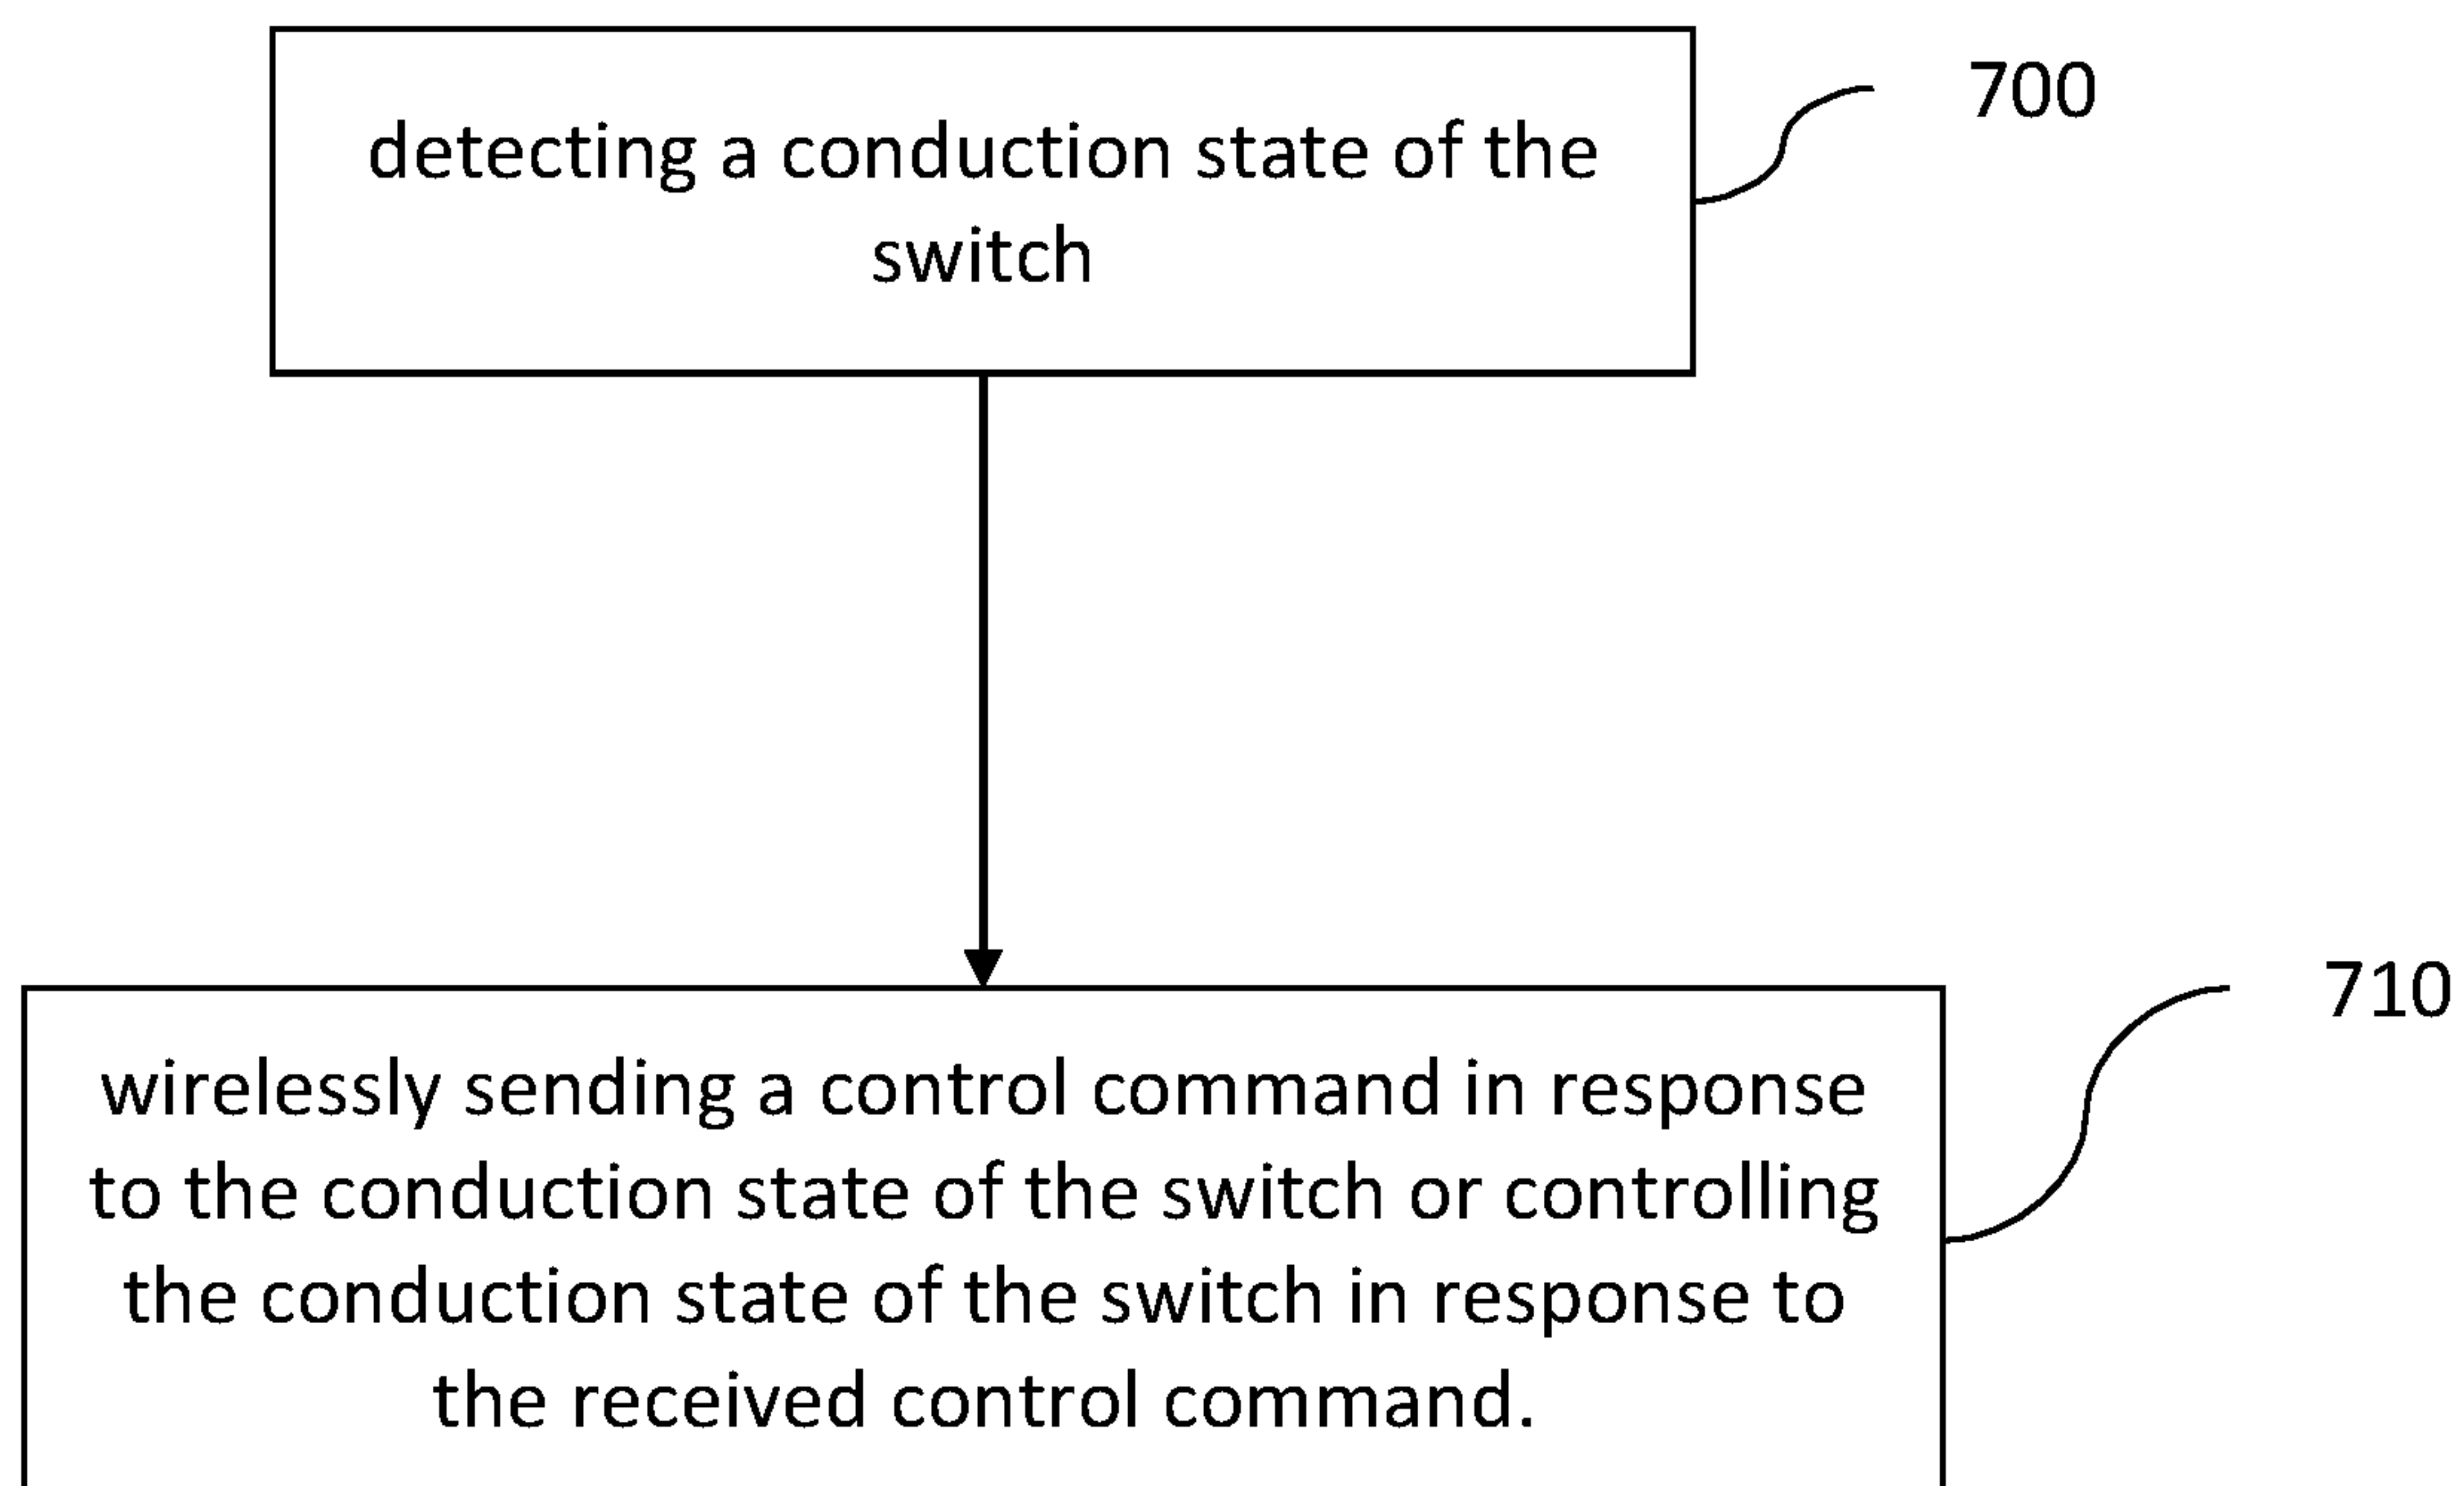 700
detecting a conduction state of the
switch
710
wirelessly sending a control command in response
to the conduction state of the switch or controlling
the conduction state of the switch in response to
the received control command.